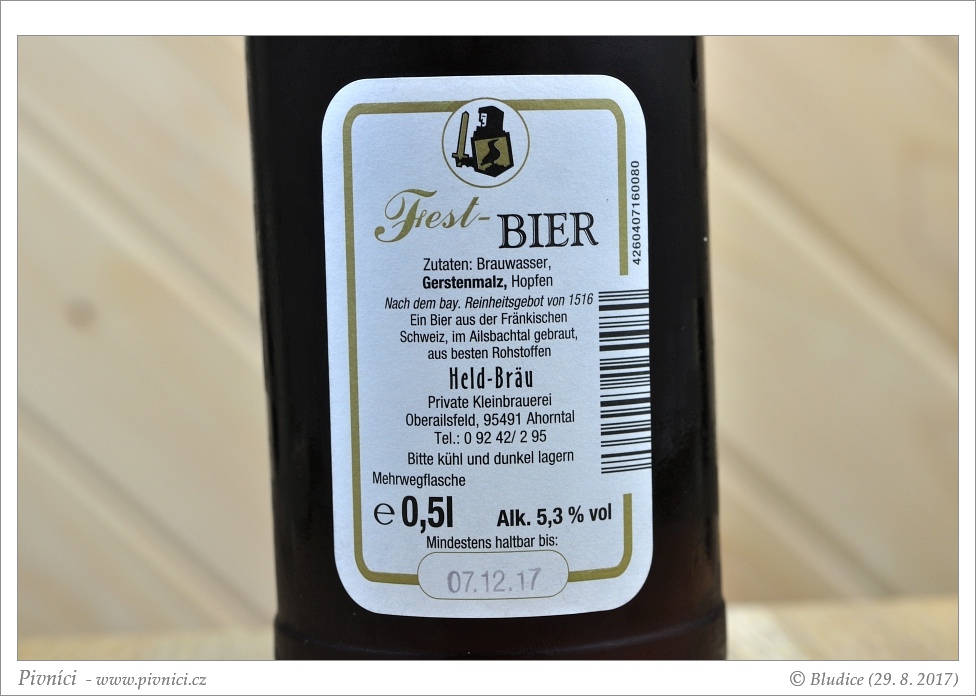 Fest-
BIER
Zutaten: Brauwasser,
Gerstenmalz, Hopfen
Nach dem bay. Reinheitsgebot von 1516
Ein Bier aus der Fränkischen
Schweiz, im Ailsbachtal gebraut,
aus besten Rohstoffen
Held-Bräu
Private Kleinbrauerei
Oberailsfeld, 95491 Ahorntal
Tel.: 0 92 42/ 2 95
Bitte kühl und dunkel lagern
Mehrwegflasche
℮ 0,5l
Alk. 5,3 % vol
Mindestens haltbar bis:
07.12.17
4260407160080
Pivníci - www.pivnici.cz
© Bludice (29. 8. 2017)